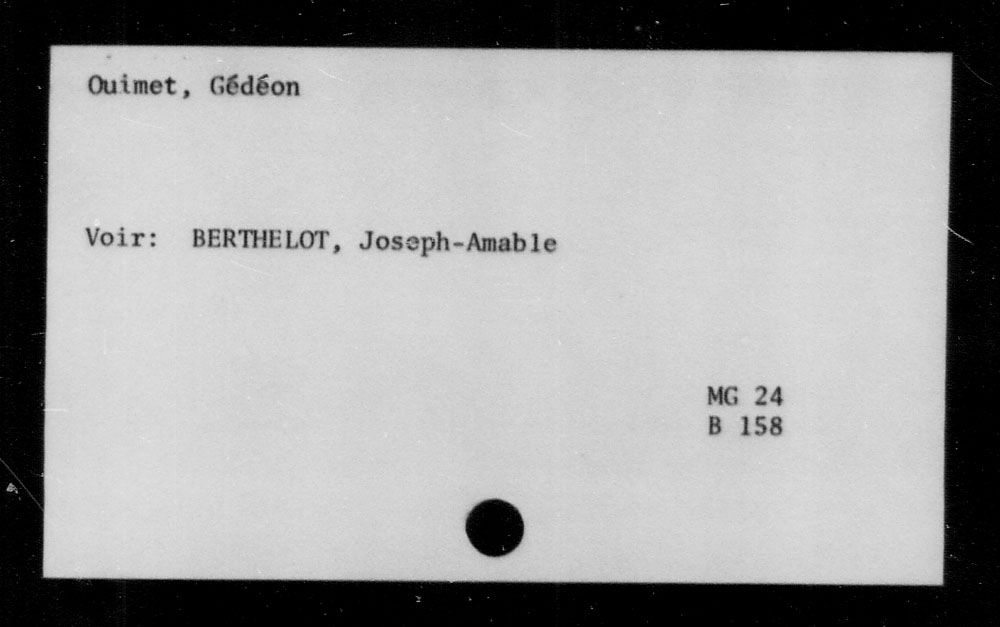 Ouimet, Gédéon
Voir: BERTHELOT, Joseph-Amable
MG 24
B 158